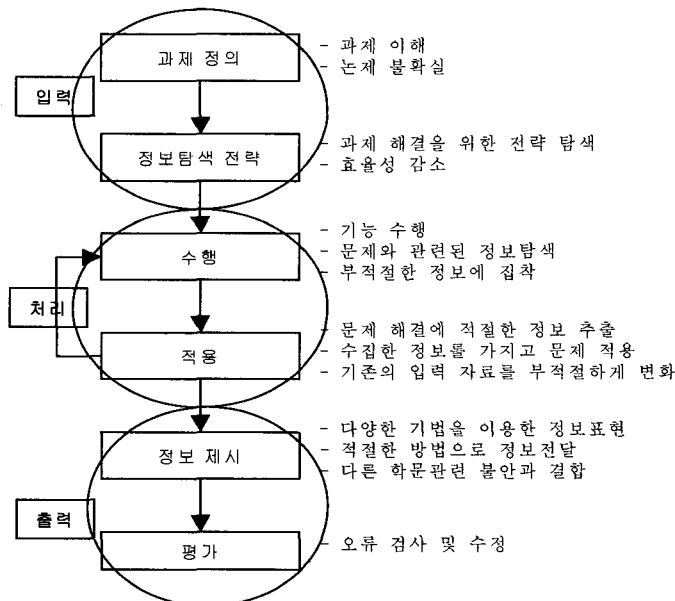 과제 정의
- 과제 이해
- 논제 불확실
입력
정보탐색 전략
- 과제 해결을 위한 전략 탐색
- 효율성 감소
수행
- 기능 수행
- 문제와 관련된 정보탐색
- 부적절한 정보에 집착
처리
적용
- 문제 해결에 적절한 정보 추출
- 수집한 정보를 가지고 문제 적용
- 기존의 입력 자료를 부적절하게 변화
정보 제시
- 다양한 기법을 이용한 정보표현
- 적절한 방법으로 정보전달
- 다른 학문관련 불안과 결합
출력
평가
- 오류 검사 및 수정